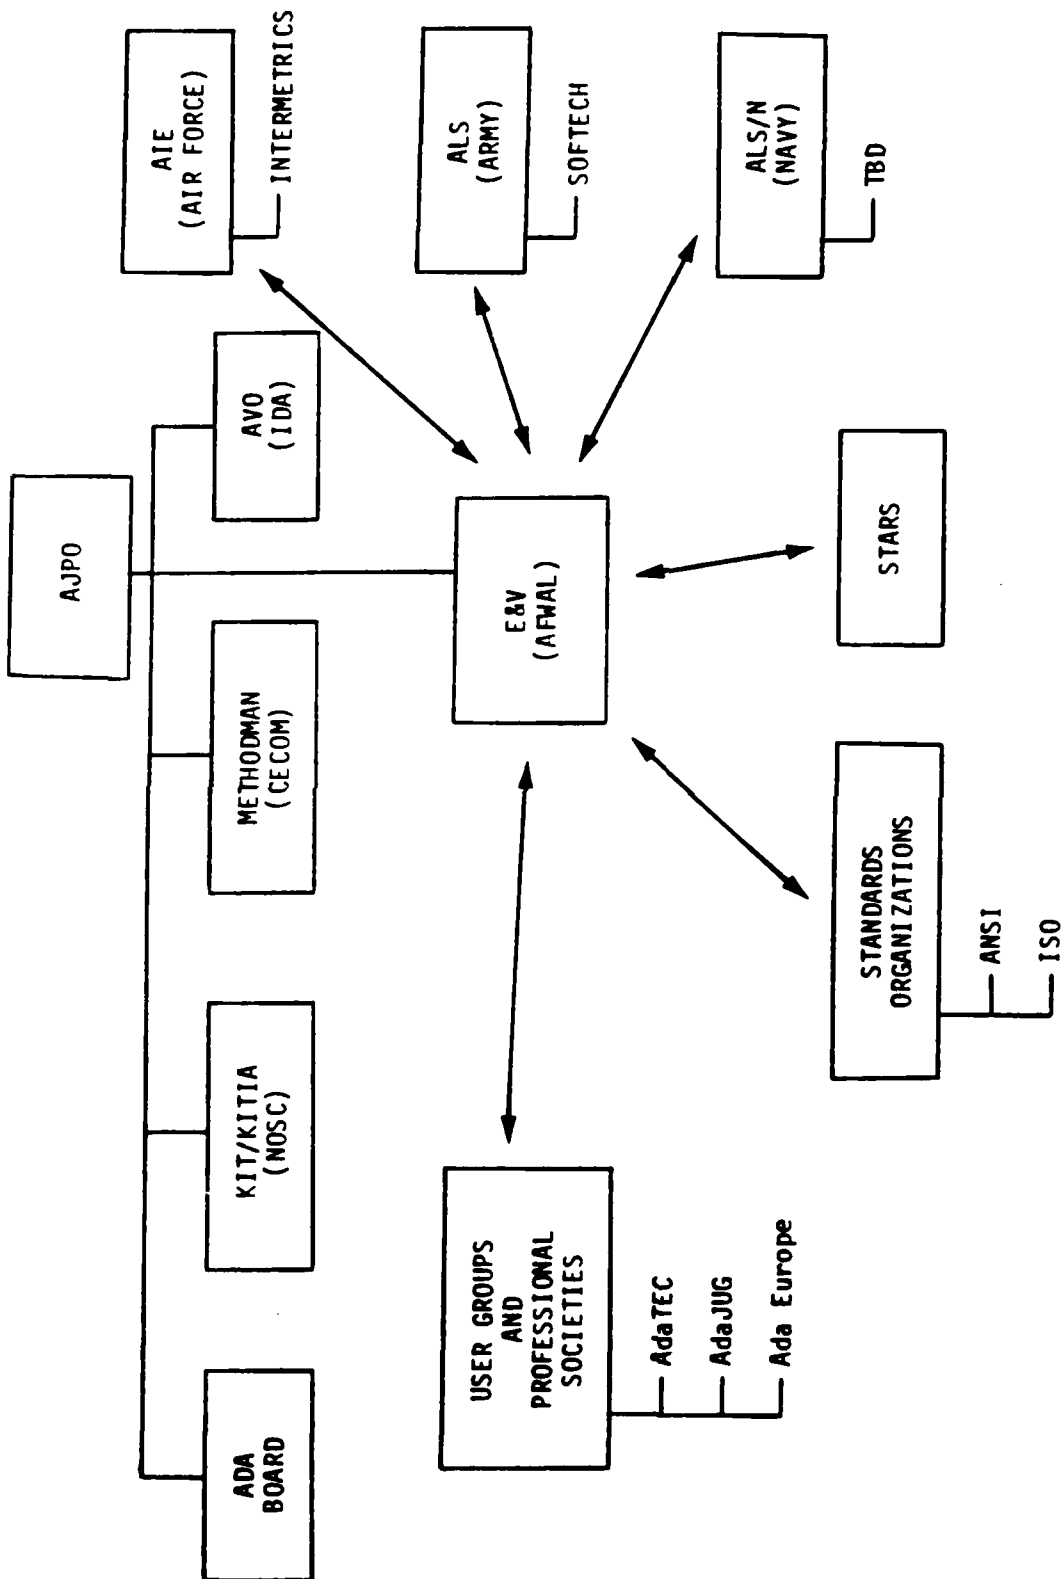 AJPO
ADA
BOARD
KIT/KITIA
(NOSC)
METHODMAN
(CECOM)
AVO
(IDA)
AIE
(AIR FORCE)
INTERMETRICS
ALS
(ARMY)
SOFTECH
ALS/N
(NAVY)
TBD
E&V
(AFWAL)
USER GROUPS
AND
PROFESSIONAL
SOCIETIES
AdaTEC
AdaJUG
Ada Europe
STANDARDS
ORGANIZATIONS
ANSI
ISO
STARS